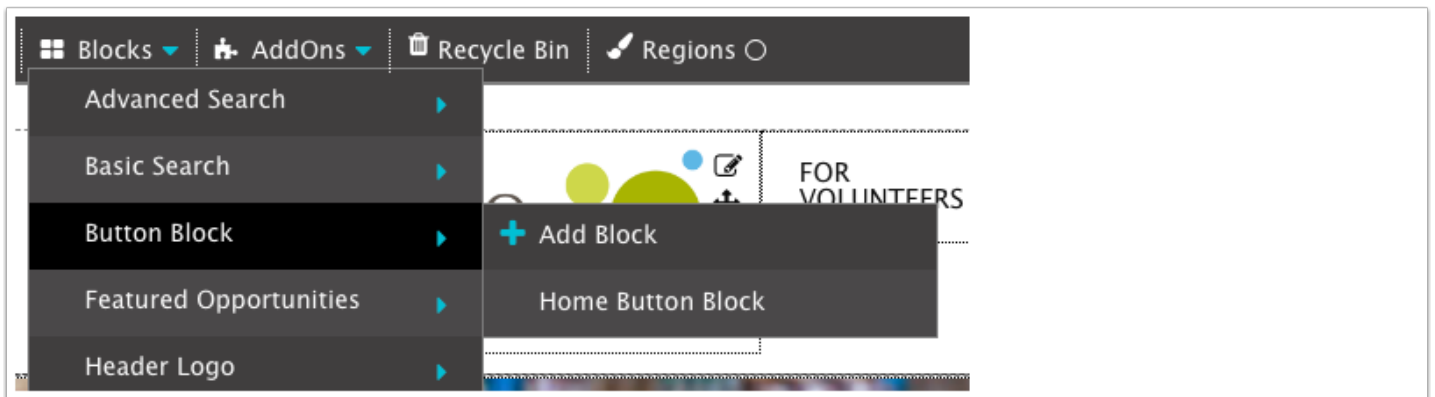 Blocks AddOns Recycle Bin Regions
Advanced Search
Basic Search
FOR
VOLUNTEERS
Button Block
Add Block
Featured Opportunities
Home Button Block
Header Logo